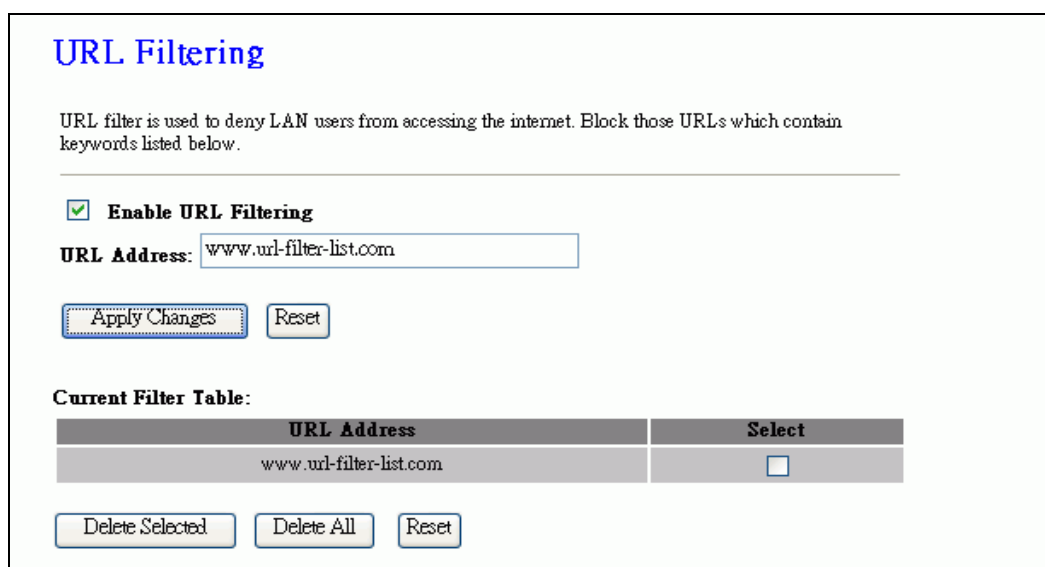 URL Filtering
URL filter is used to deny LAN users from accessing the internet. Block those URLs which contain
keywords listed below.
Enable URL Filtering
URL Address: www.url-filter-list.com
Apply Changes Reset
Current Filter Table:
URL Address Select
www.url-filter-list.com
Delete Selected Delete All Reset